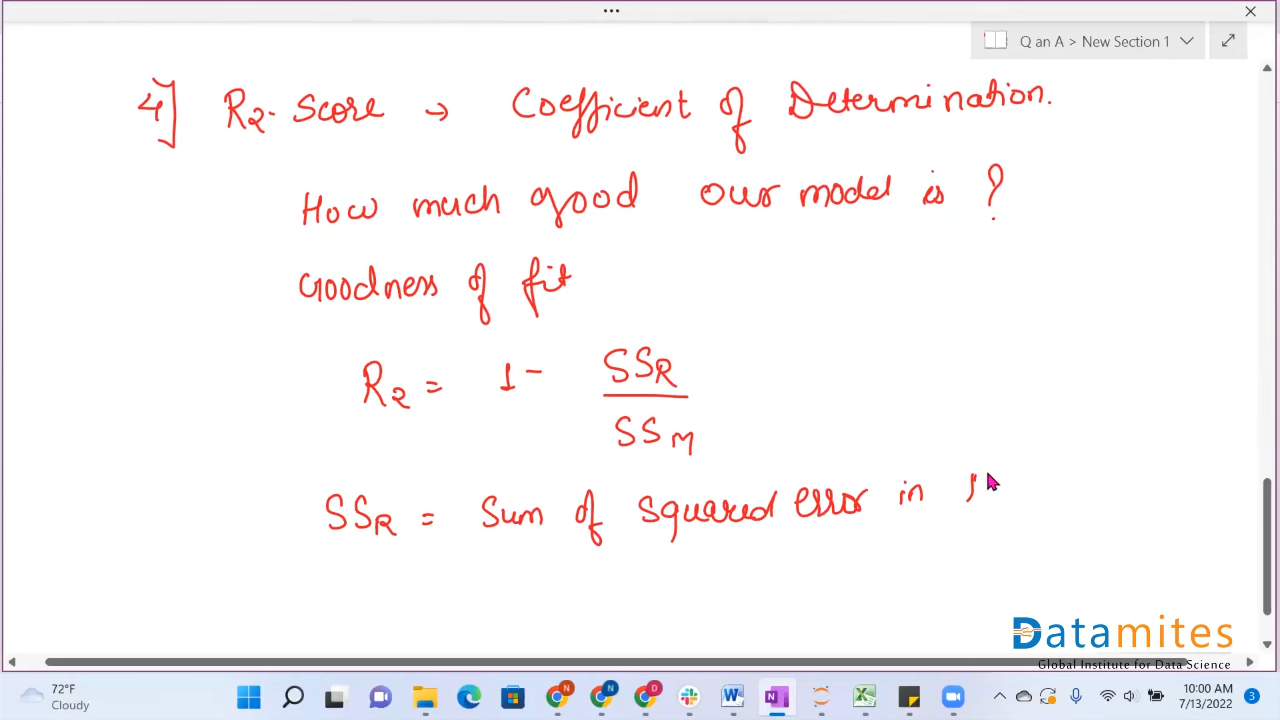 Q an A > New Section 1
4] R2- Score → Coefficient of Determination.
How much good our model is ?
Goodness of fit
R2 = 1 - SSR / SSM
SSR = Sum of squared error in
Datamites
Global Institute for Data Science
72°F
Cloudy
10:00 AM
7/13/2022
3